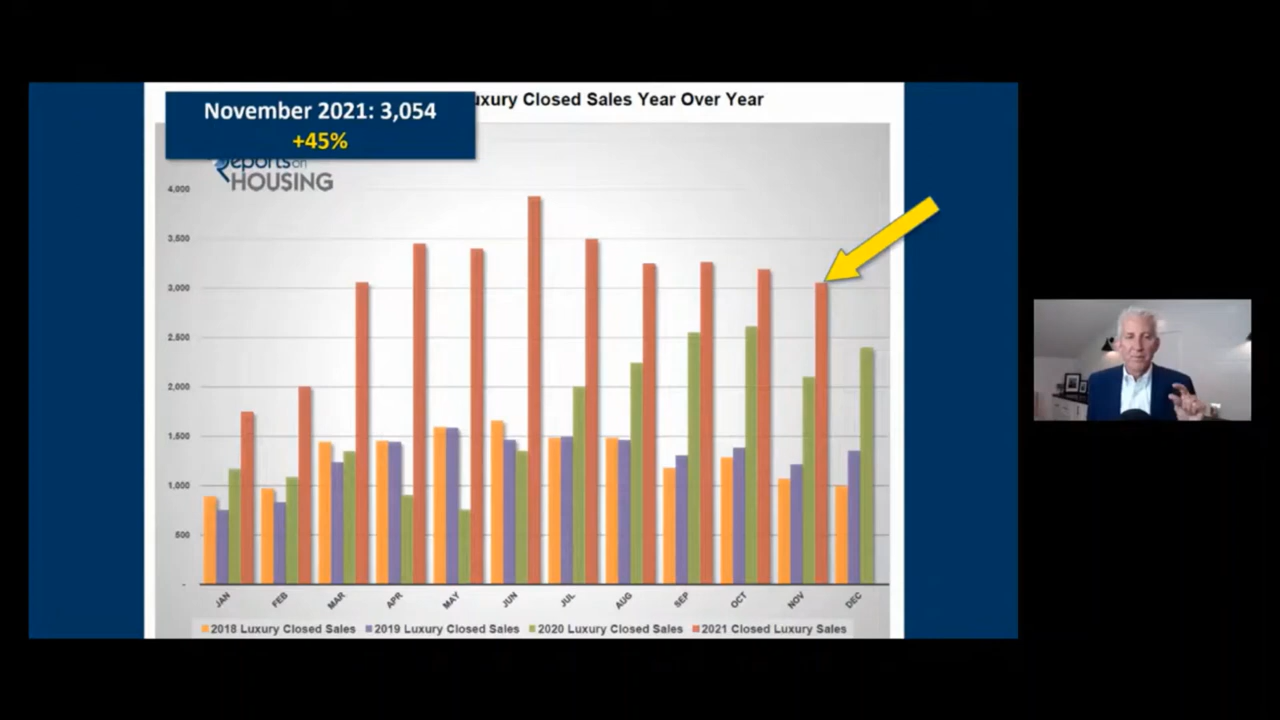 November 2021: 3,054
+45%
uxury Closed Sales Year Over Year
Reports on
HOUSING
4,000
3,500
3,000
2,500
2,000
1,500
1,000
500
-
JAN
FEB
MAR
APR
MAY
JUN
JUL
AUG
SEP
OCT
NOV
DEC
2018 Luxury Closed Sales 2019 Luxury Closed Sales 2020 Luxury Closed Sales 2021 Closed Luxury Sales